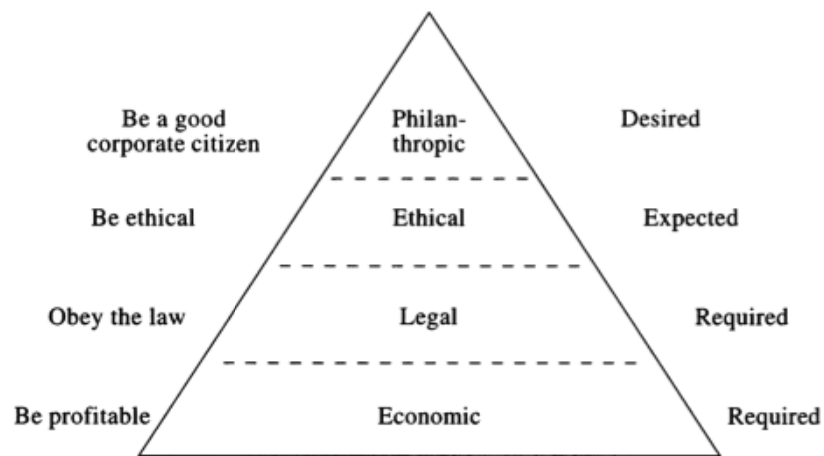 Be a good
corporate citizen
Philan-
thropic
Desired
Be ethical
Ethical
Expected
Obey the law
Legal
Required
Be profitable
Economic
Required